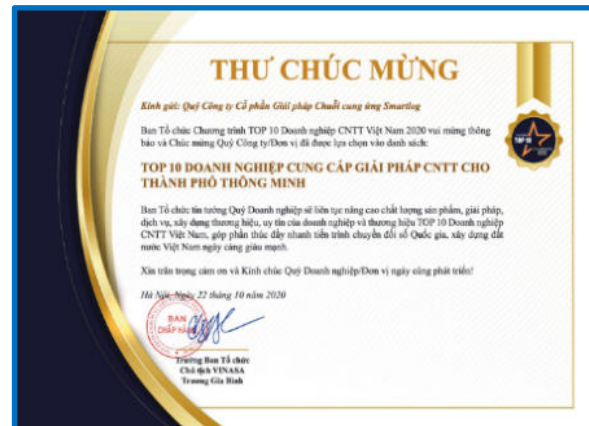 THƯ CHÚC MỪNG
Kính gửi: Quý Công ty Cổ phần Giải pháp Chuỗi cung ứng Smartlog
Ban Tổ chức Chương trình TOP 10 Doanh nghiệp CNTT Việt Nam 2020 vui mừng thông
báo và Chúc mừng Quý Công ty/Đơn vị đã được lựa chọn vào danh sách:
TOP 10 DOANH NGHIỆP CUNG CẤP GIẢI PHÁP CNTT CHO
THÀNH PHỐ THÔNG MINH
Ban Tổ chức tin tưởng Quý Doanh nghiệp sẽ liên tục nâng cao chất lượng sản phẩm, giải pháp,
dịch vụ, xây dựng thương hiệu, uy tín của doanh nghiệp và thương hiệu TOP 10 Doanh nghiệp
CNTT Việt Nam, góp phần thúc đẩy nhanh tiến trình chuyển đổi số Quốc gia, xây dựng đất
nước Việt Nam ngày càng giàu mạnh.
Xin trân trọng cảm ơn và Kính chúc Quý Doanh nghiệp/Đơn vị ngày càng phát triển!
Hà Nội, Ngày 22 tháng 10 năm 2020
BAN
CHẤP HÀNH
Trưởng Ban Tổ chức
Chủ tịch VINASA
Trương Gia Bình
TOP 10